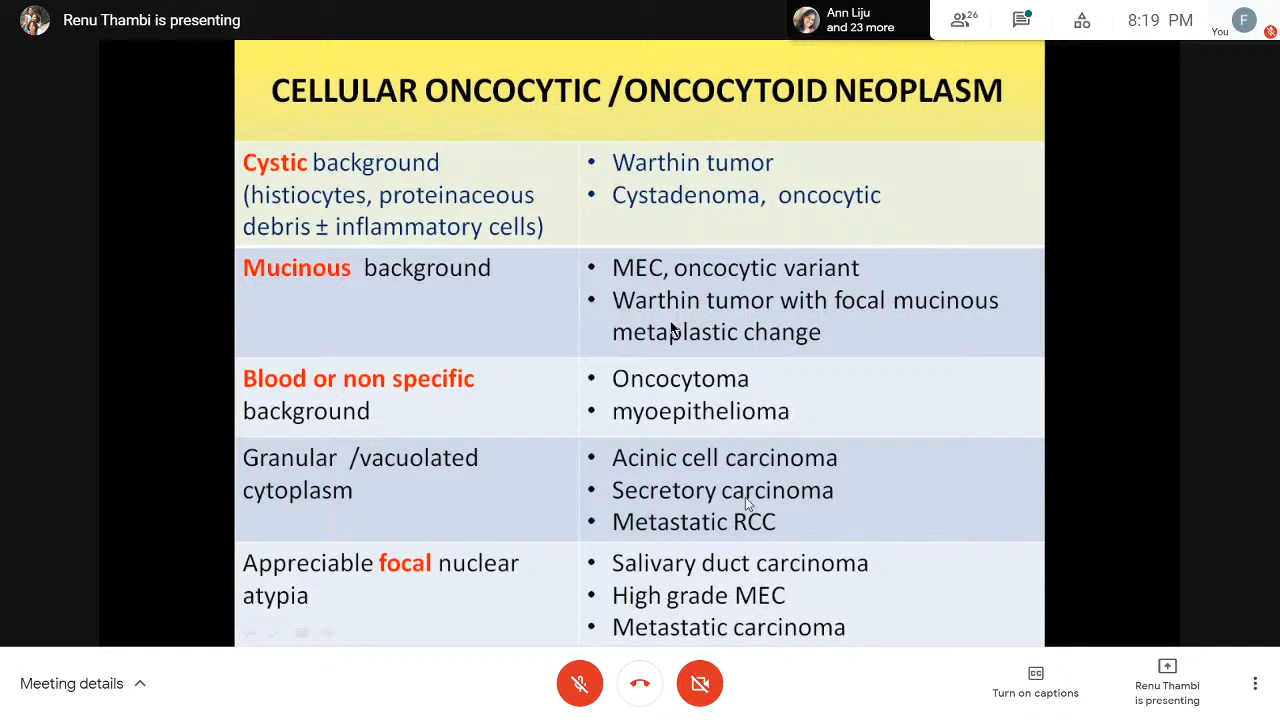 Renu Thambi is presenting
Ann Liju
and 23 more
26
8:19 PM
You
F
CELLULAR ONCOCYTIC /ONCOCYTOID NEOPLASM
Cystic background
(histiocytes, proteinaceous
debris ± inflammatory cells)
• Warthin tumor
• Cystadenoma, oncocytic
Mucinous background
• MEC, oncocytic variant
• Warthin tumor with focal mucinous
metaplastic change
Blood or non specific
background
• Oncocytoma
• myoepithelioma
Granular /vacuolated
cytoplasm
• Acinic cell carcinoma
• Secretory carcinoma
• Metastatic RCC
Appreciable focal nuclear
atypia
• Salivary duct carcinoma
• High grade MEC
• Metastatic carcinoma
Meeting details
CC
Turn on captions
Renu Thambi
is presenting